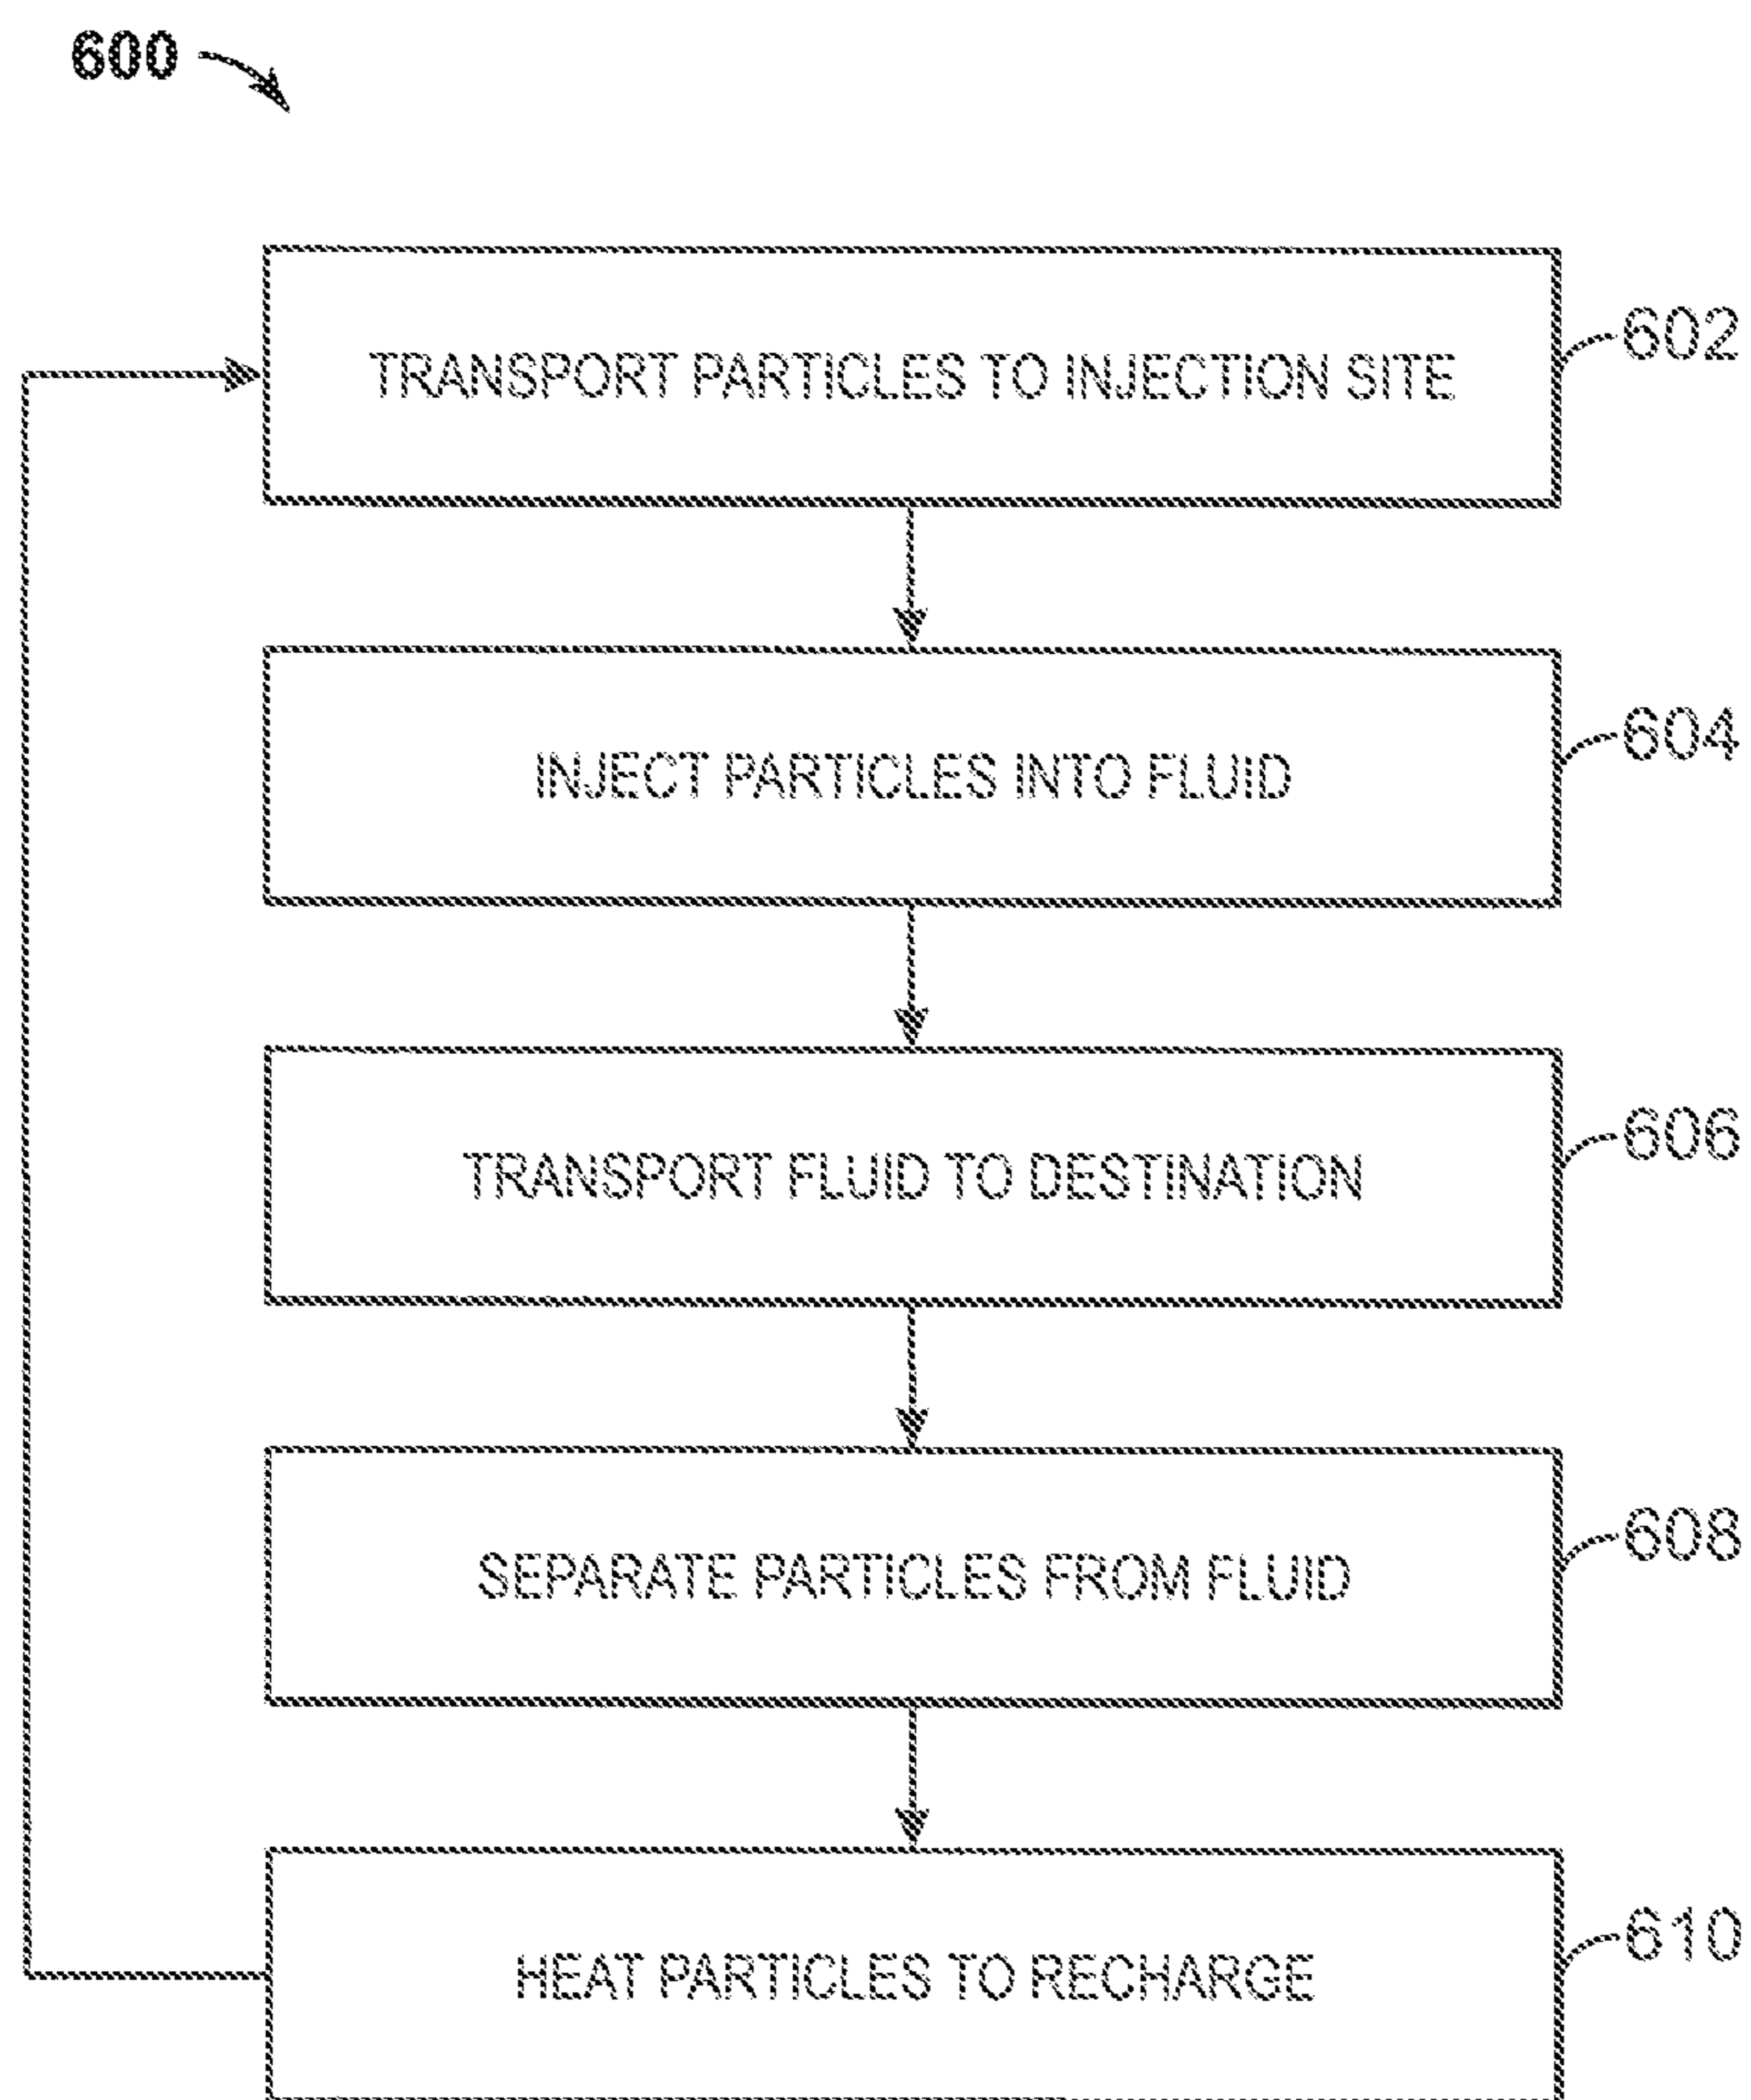 600
TRANSPORT PARTICLES TO INJECTION SITE
602
INJECT PARTICLES INTO FLUID
604
TRANSPORT FLUID TO DESTINATION
606
SEPARATE PARTICLES FROM FLUID
608
HEAT PARTICLES TO RECHARGE
610